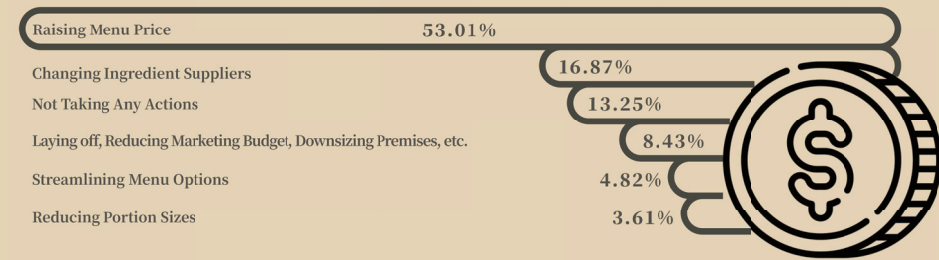 Raising Menu Price 53.01%
Changing Ingredient Suppliers 16.87%
Not Taking Any Actions 13.25%
Laying off, Reducing Marketing Budget, Downsizing Premises, etc. 8.43%
Streamlining Menu Options 4.82%
Reducing Portion Sizes 3.61%
$